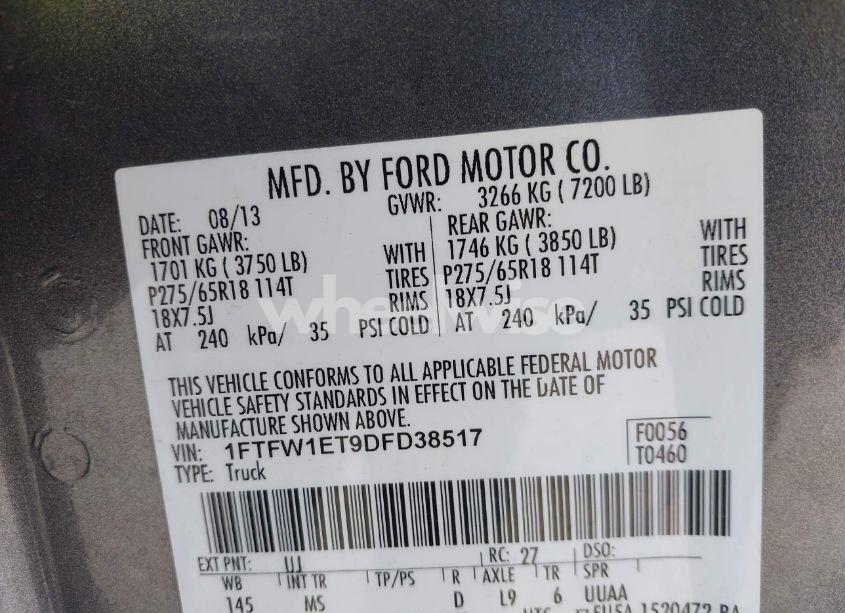 MFD. BY FORD MOTOR CO.
DATE: 08/13 GVWR: 3266 KG ( 7200 LB)
FRONT GAWR: REAR GAWR:
1701 KG ( 3750 LB) WITH 1746 KG ( 3850 LB) WITH
P275/65R18 114T TIRES P275/65R18 114T TIRES
18X7.5J RIMS 18X7.5J RIMS
AT 240 kPa/ 35 PSI COLD AT 240 kPa/ 35 PSI COLD
wheelwise
THIS VEHICLE CONFORMS TO ALL APPLICABLE FEDERAL MOTOR
VEHICLE SAFETY STANDARDS IN EFFECT ON THE DATE OF
MANUFACTURE SHOWN ABOVE.
VIN: 1FTFW1ET9DFD38517 F0056
TYPE: Truck T0460
EXT PNT: UJ RC: 27 DSO:
WB INT TR TP/PS R AXLE TR SPR
145 MS D L9 6 UUAA